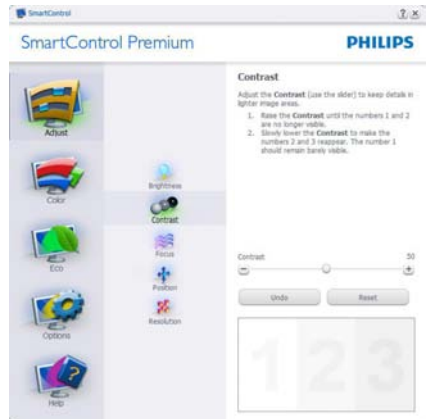 SmartControl
SmartControl Premium
PHILIPS
Adjust
Color
Eco
Options
Help
Brightness
Contrast
Focus
Position
Resolution
Contrast
Adjust the Contrast (use the slider) to keep details in
lighter image areas.
1. Raise the Contrast until the numbers 1 and 2
are no longer visible.
2. Slowly lower the Contrast to make the
numbers 2 and 3 reappear. The number 1
should remain barely visible.
Contrast 50
Undo Reset
1 2 3